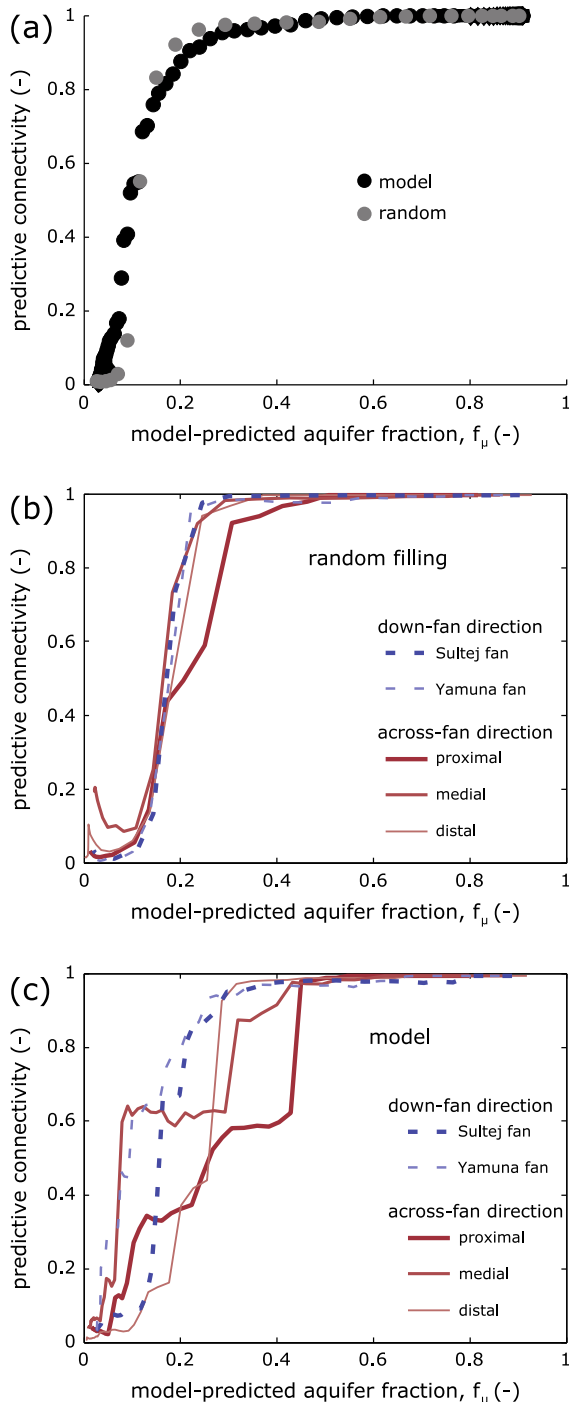 (a)
1
0.8
0.6
0.4
0.2
0
predictive connectivity (-)
model
random
0.2
0.4
0.6
0.8
1
model-predicted aquifer fraction, fμ (-)
(b)
1
0.8
0.6
0.4
0.2
0
predictive connectivity (-)
random filling
down-fan direction
Sultej fan
Yamuna fan
across-fan direction
proximal
medial
distal
0
0.2
0.4
0.6
0.8
1
model-predicted aquifer fraction, fμ (-)
(c)
1
0.8
0.6
0.4
0.2
0
predictive connectivity (-)
model
down-fan direction
Sultej fan
Yamuna fan
across-fan direction
proximal
medial
distal
0
0.2
0.4
0.6
0.8
1
model-predicted aquifer fraction, fμ (-)